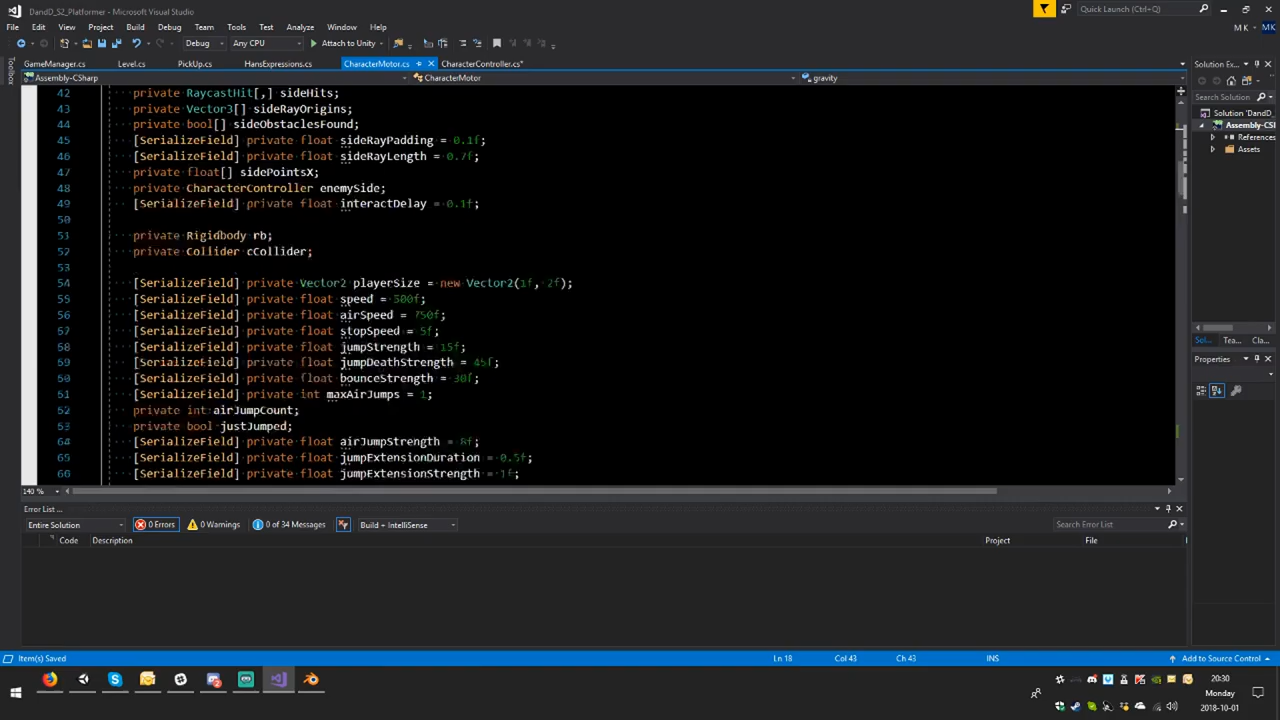 DandD_S2_Platformer - Microsoft Visual Studio
Quick Launch (Ctrl+Q)
File Edit View Project Build Debug Team Tools Test Analyze Window Help
M K MK
Debug Any CPU Attach to Unity
GameManager.cs Level.cs PickUp.cs HansExpressions.cs CharacterMotor.cs CharacterController.cs*
Assembly-CSharp CharacterMotor gravity
Toolbox
42 private RaycastHit[,] sideHits;
43 private Vector3[] sideRayOrigins;
44 private bool[] sideObstaclesFound;
45 [SerializeField] private float sideRayPadding = 0.1f;
46 [SerializeField] private float sideRayLength = 0.7f;
47 private float[] sidePointsX;
48 private CharacterController enemySide;
49 [SerializeField] private float interactDelay = 0.1f;
50
private Rigidbody rb;
52 private Collider cCollider;
53
54 [SerializeField] private Vector2 playerSize = new Vector2(1f, 2f);
55 [SerializeField] private float speed = 500f;
56 [SerializeField] private float airSpeed = 750f;
57 [SerializeField] private float stopSpeed = 5f;
58 [SerializeField] private float jumpStrength = 15f;
[SerializeField] private float jumpDeathStrength = 45f;
[SerializeField] private float bounceStrength = 30f;
[SerializeField] private int maxAirJumps = 1;
private int airJumpCount;
private bool justJumped;
64 [SerializeField] private float airJumpStrength = 8f;
65 [SerializeField] private float jumpExtensionDuration = 0.5f;
[SerializeField] private float jumpExtensionStrength = 1f;
140 %
Solution Ex...
Search Solution
Solution 'DandD_
Assembly-CSI
References
Assets
Sol... Tea... Cla...
Properties
Error List ...
Entire Solution 0 Errors 0 Warnings 0 of 34 Messages Build + IntelliSense Search Error List
Code Description Project File
Item(s) Saved Ln 18 Col 43 Ch 43 INS Add to Source Control
20:30
Monday
2018-10-01